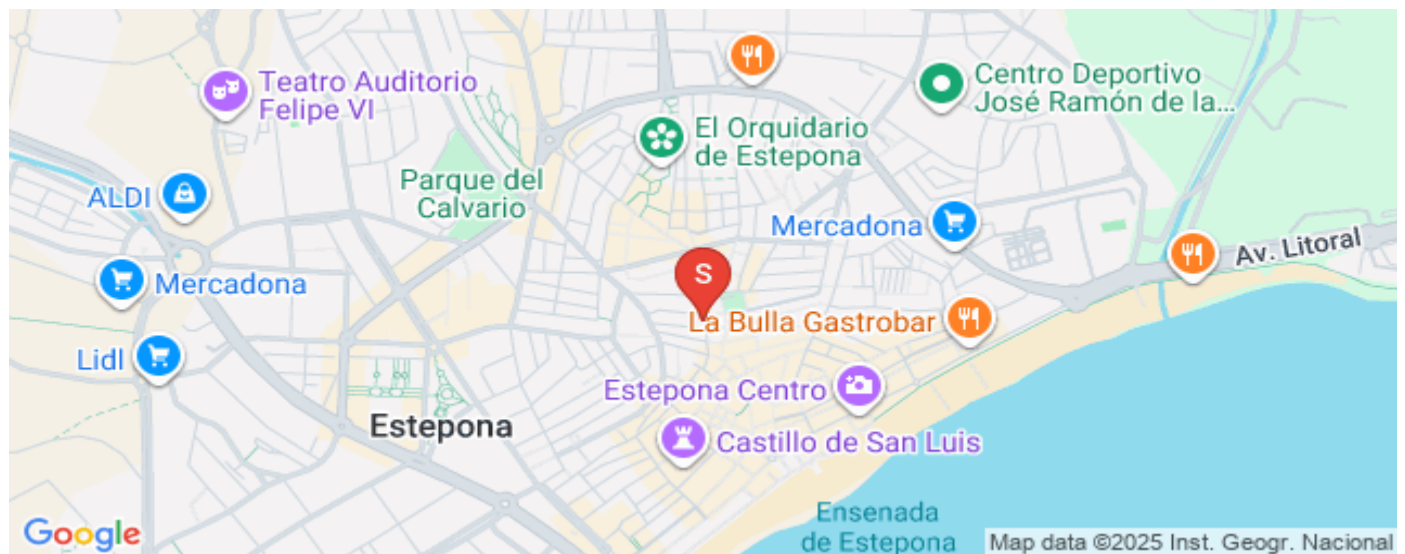 Teatro Auditorio
Felipe VI
Centro Deportivo
José Ramón de la...
El Orquidario
de Estepona
Parque del
Calvario
ALDI
Mercadona
Av. Litoral
Mercadona
S
La Bulla Gastrobar
Lidl
Estepona Centro
Estepona
Castillo de San Luis
Ensenada
de Estepona
Google
Map data ©2025 Inst. Geogr. Nacional